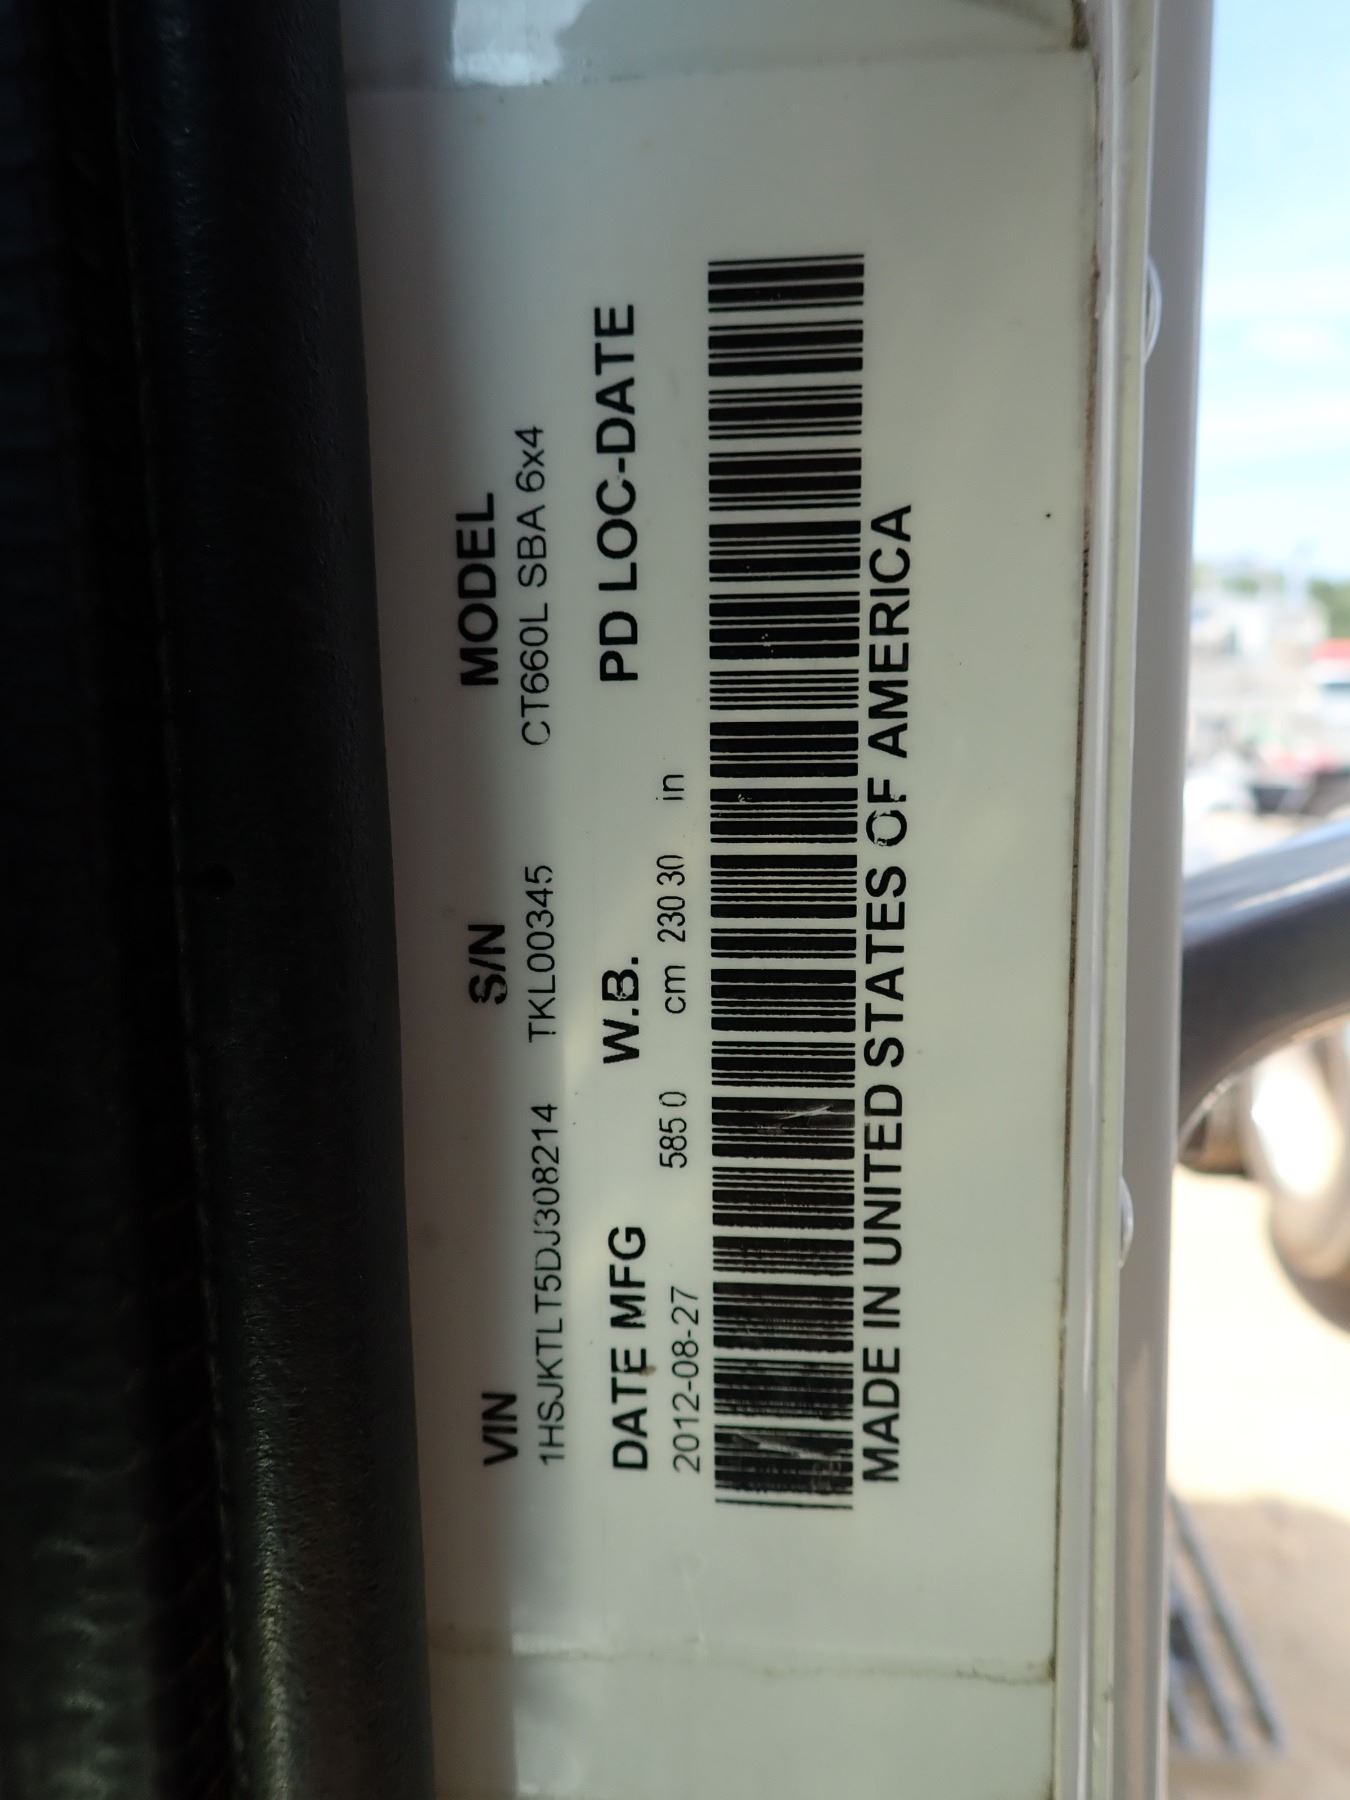 VIN S/N MODEL
1HSJKTLT5DJ308214 TKL00345 CT660L SBA 6x4
DATE MFG W.B. PD LOC-DATE
2012-08-27 585 0 cm 230 30 in
MADE IN UNITED STATES OF AMERICA